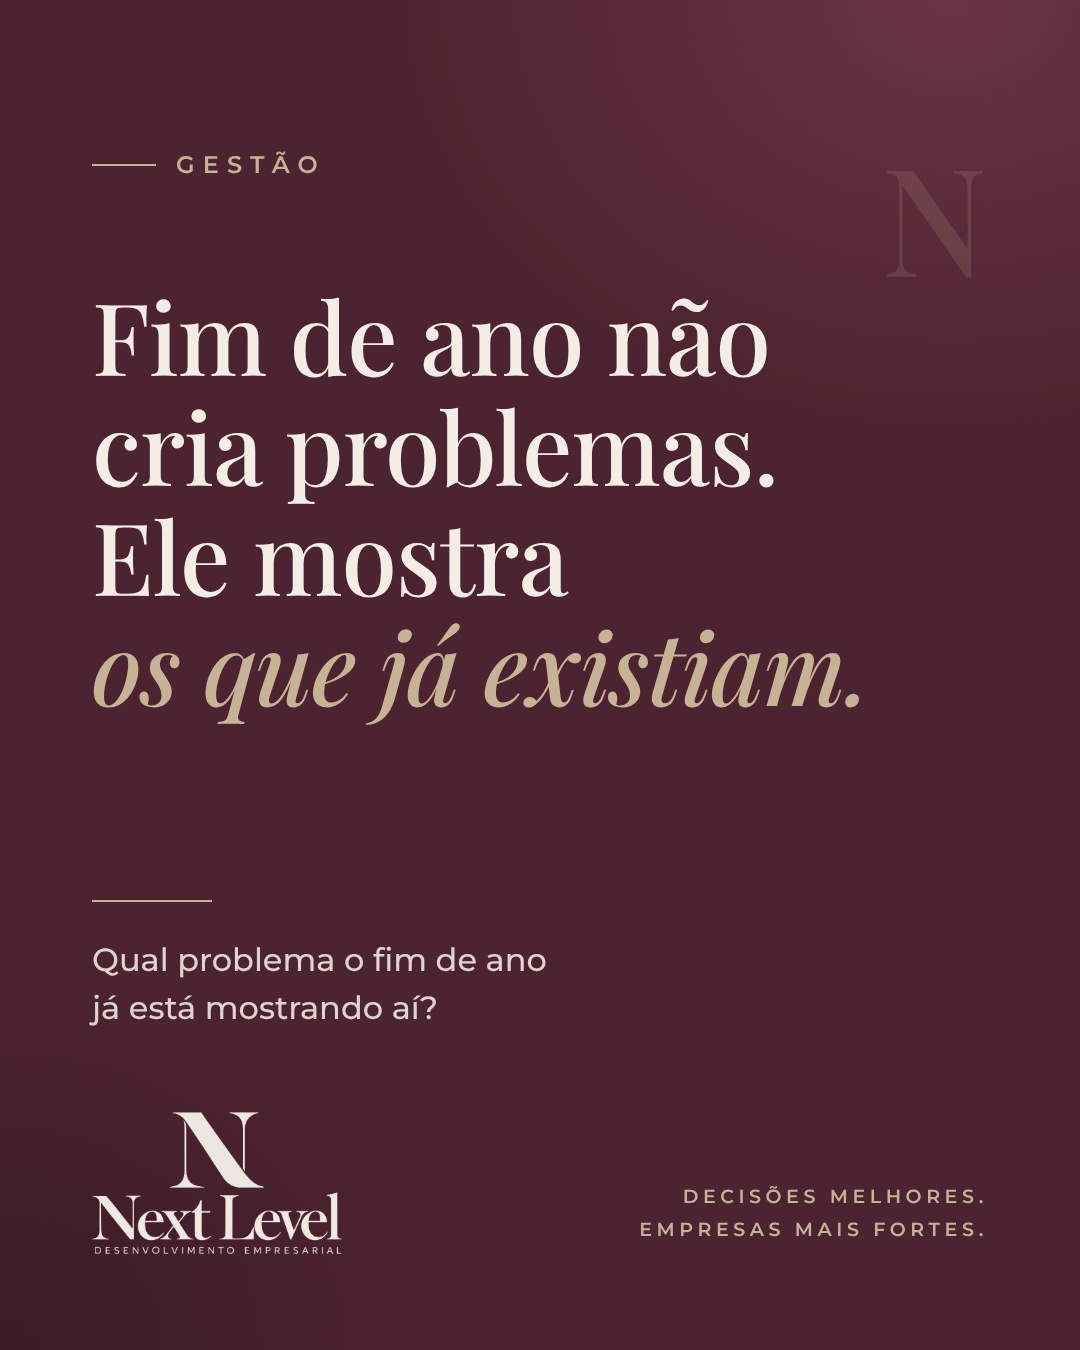 GESTÃO
N
Fim de ano não
cria problemas.
Ele mostra
os que já existiam.
Qual problema o fim de ano
já está mostrando aí?
N
Next Level
DESENVOLVIMENTO EMPRESARIAL
DECISÕES MELHORES.
EMPRESAS MAIS FORTES.